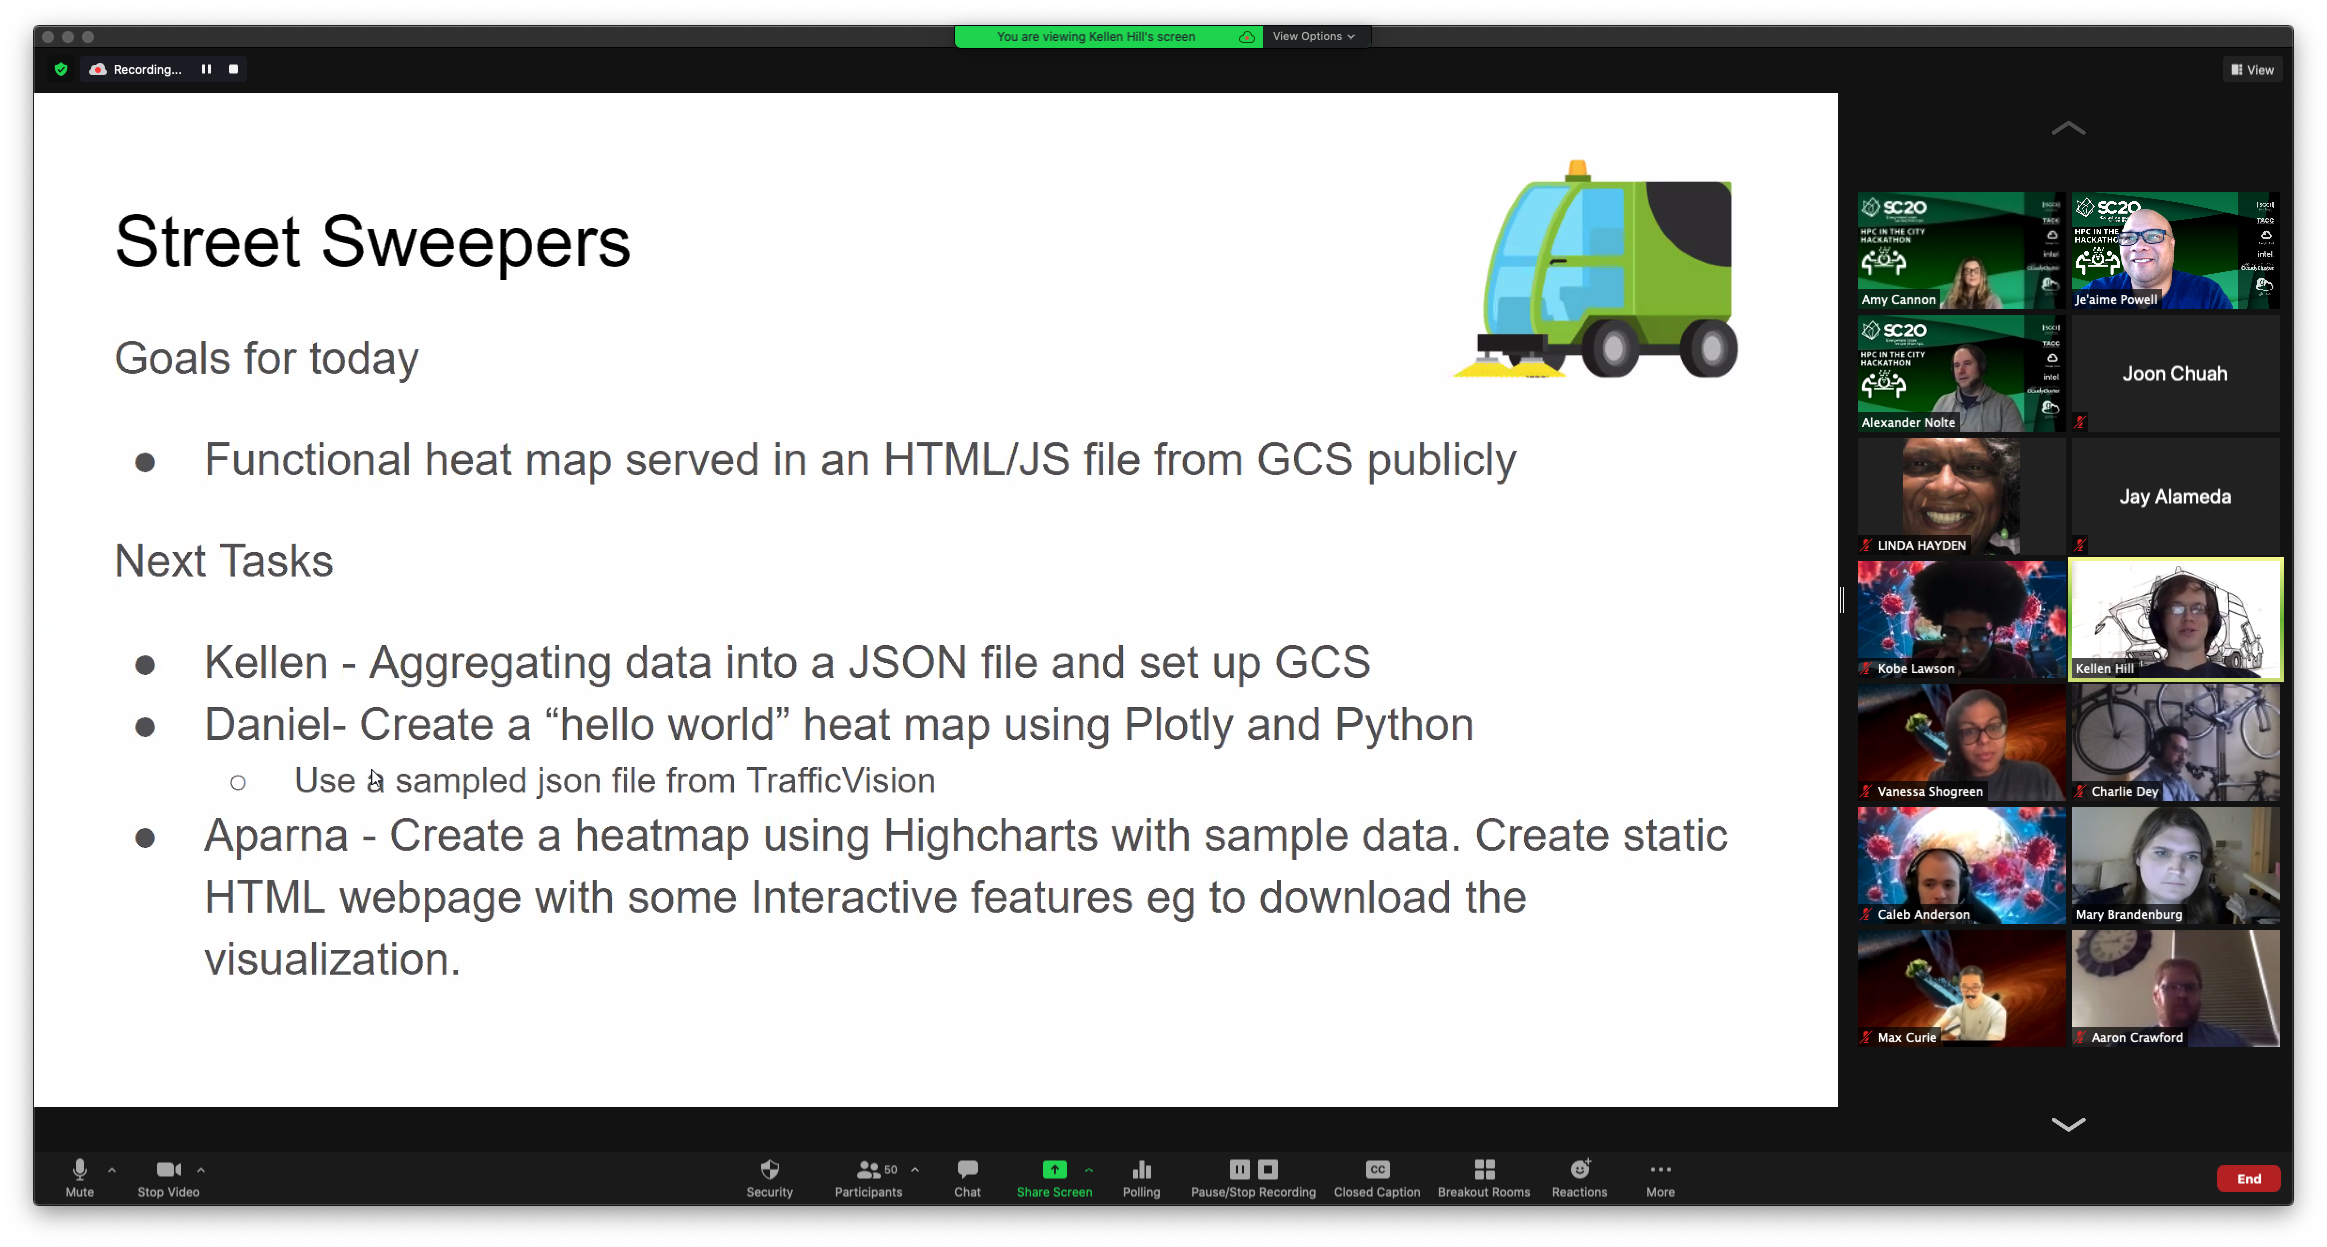 You are viewing Kellen Hill's screen
View Options
Recording...
View
Street Sweepers
Goals for today
● Functional heat map served in an HTML/JS file from GCS publicly
Next Tasks
● Kellen - Aggregating data into a JSON file and set up GCS
● Daniel- Create a “hello world” heat map using Plotly and Python
○ Use a sampled json file from TrafficVision
● Aparna - Create a heatmap using Highcharts with sample data. Create static
HTML webpage with some Interactive features eg to download the
visualization.
SC20
HPC IN THE CITY
HACKATHON
TACC
intel
Amy Cannon
SC20
HPC IN THE
TACC
intel
Je'aime Powell
SC20
HPC IN THE CITY
HACKATHON
TACC
intel
Alexander Nolte
Joon Chuah
LINDA HAYDEN
Jay Alameda
Kobe Lawson
Kellen Hill
Vanessa Shogreen
Charlie Dey
Caleb Anderson
Mary Brandenburg
Max Curie
Aaron Crawford
Mute
Stop Video
Security
50
Participants
Chat
Share Screen
Polling
Pause/Stop Recording
CC
Closed Caption
Breakout Rooms
Reactions
More
End